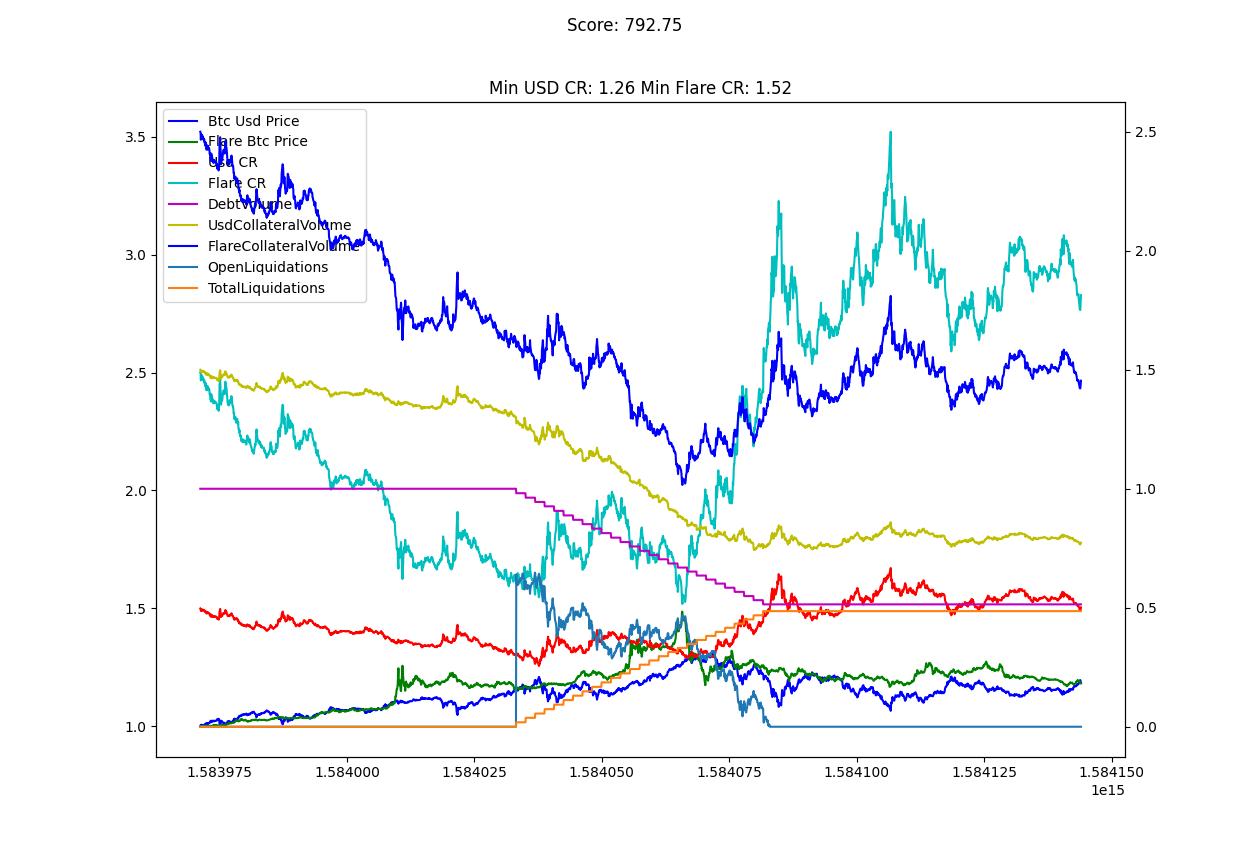 Score: 792.75
Min USD CR: 1.26 Min Flare CR: 1.52
Btc Usd Price
Flare Btc Price
Usd CR
Flare CR
DebtVolume
UsdCollateralVolume
FlareCollateralVolume
OpenLiquidations
TotalLiquidations
3.5
3.0
2.5
2.0
1.5
1.0
2.5
2.0
1.5
1.0
0.5
0.0
1.583975 1.584000 1.584025 1.584050 1.584075 1.584100 1.584125 1.584150
1e15